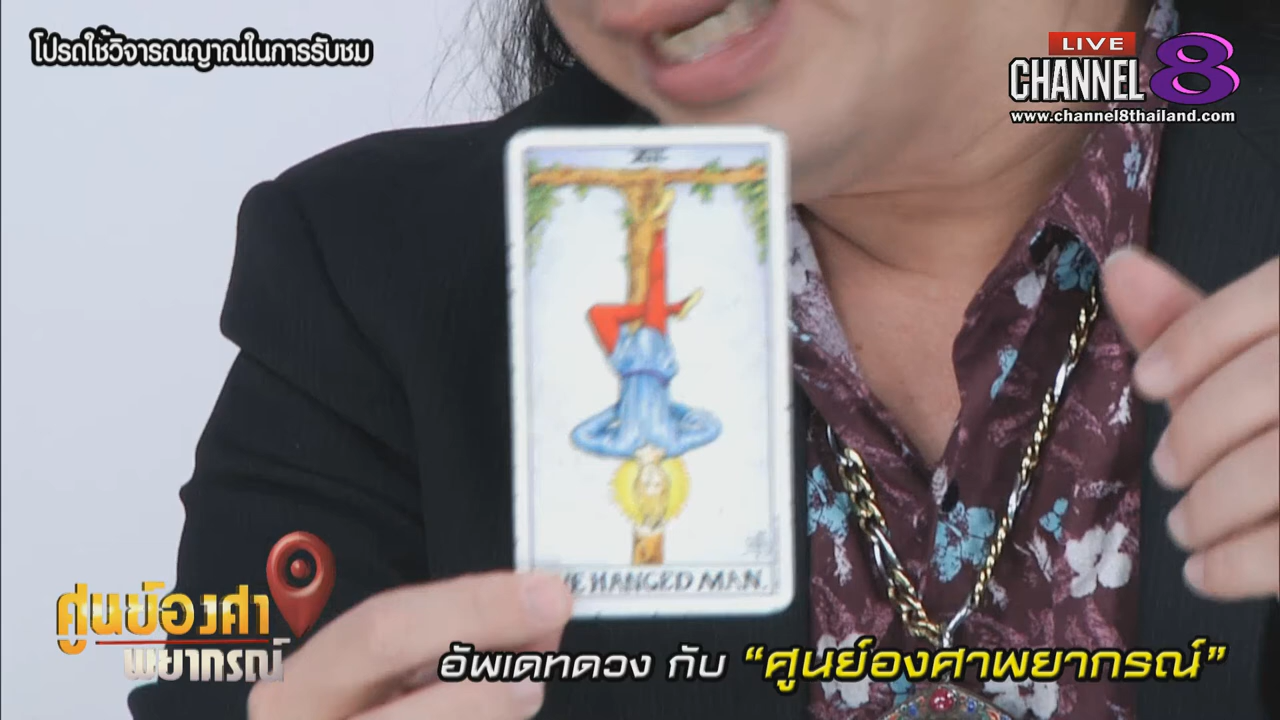 โปรดใช้วิจารณญาณในการรับชม
LIVE
CHANNEL 8
www.channel8thailand.com
XII
HANGED MAN.
ศูนย์องศา
พยากรณ์
อัพเดทดวง กับ "ศูนย์องศาพยากรณ์"